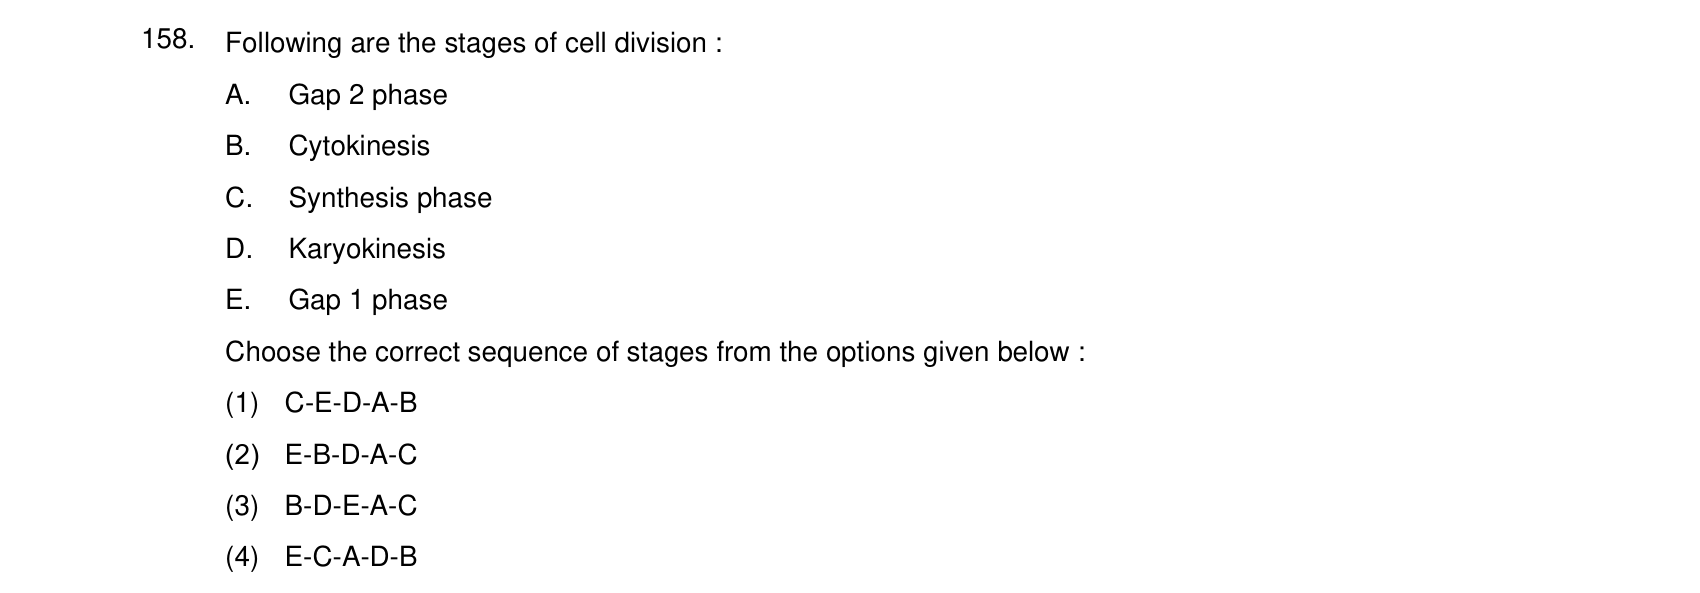 158. Following are the stages of cell division :
A. Gap 2 phase
B. Cytokinesis
C. Synthesis phase
D. Karyokinesis
E. Gap 1 phase
Choose the correct sequence of stages from the options given below :
(1) C-E-D-A-B
(2) E-B-D-A-C
(3) B-D-E-A-C
(4) E-C-A-D-B